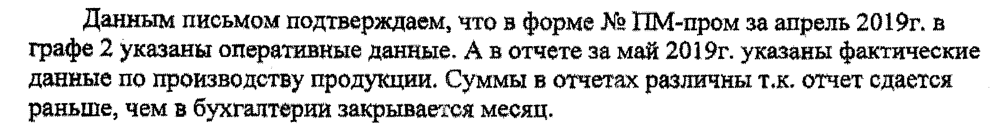 Данным письмом подтверждаем, что в форме № ПМ-пром за апрель 2019г. в
графе 2 указаны оперативные данные. А в отчете за май 2019г. указаны фактические
данные по производству продукции. Суммы в отчетах различны т.к. отчет сдается
раньше, чем в бухгалтерии закрывается месяц.